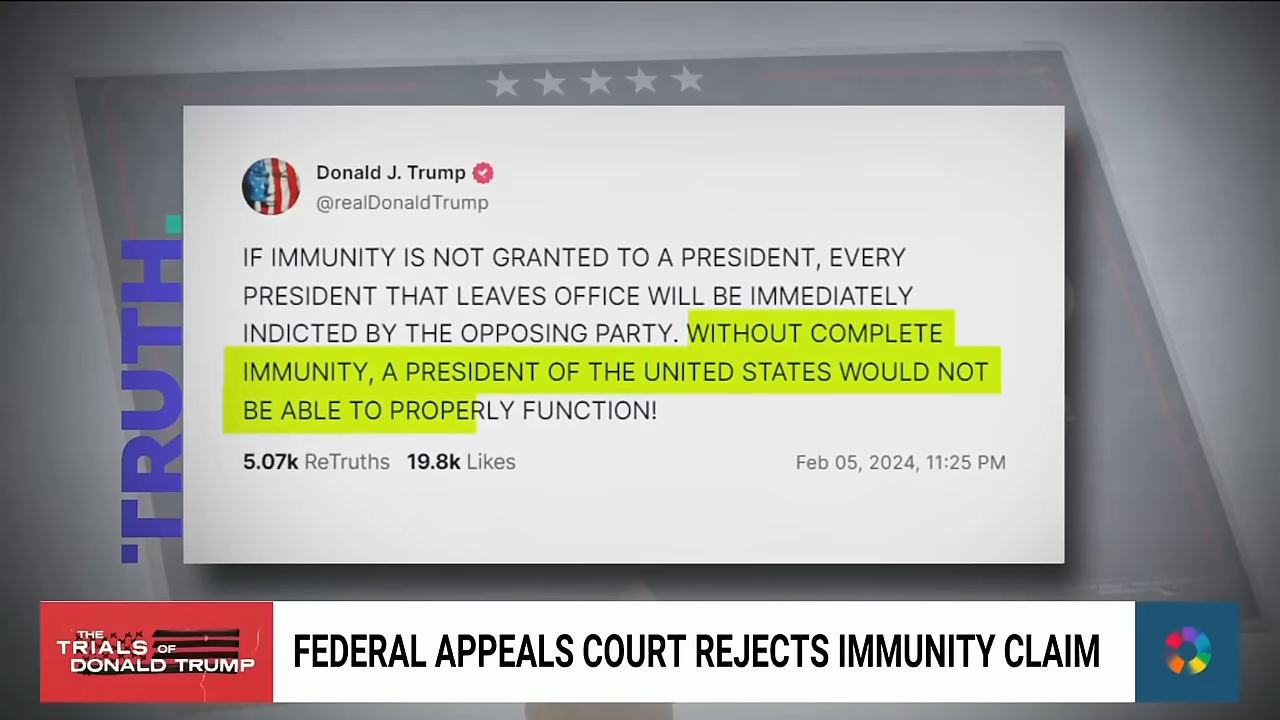 TRUTH.
Donald J. Trump
@realDonaldTrump
IF IMMUNITY IS NOT GRANTED TO A PRESIDENT, EVERY
PRESIDENT THAT LEAVES OFFICE WILL BE IMMEDIATELY
INDICTED BY THE OPPOSING PARTY. WITHOUT COMPLETE
IMMUNITY, A PRESIDENT OF THE UNITED STATES WOULD NOT
BE ABLE TO PROPERLY FUNCTION!
5.07k ReTruths 19.8k Likes
Feb 05, 2024, 11:25 PM
THE
TRIALS OF
DONALD TRUMP
FEDERAL APPEALS COURT REJECTS IMMUNITY CLAIM